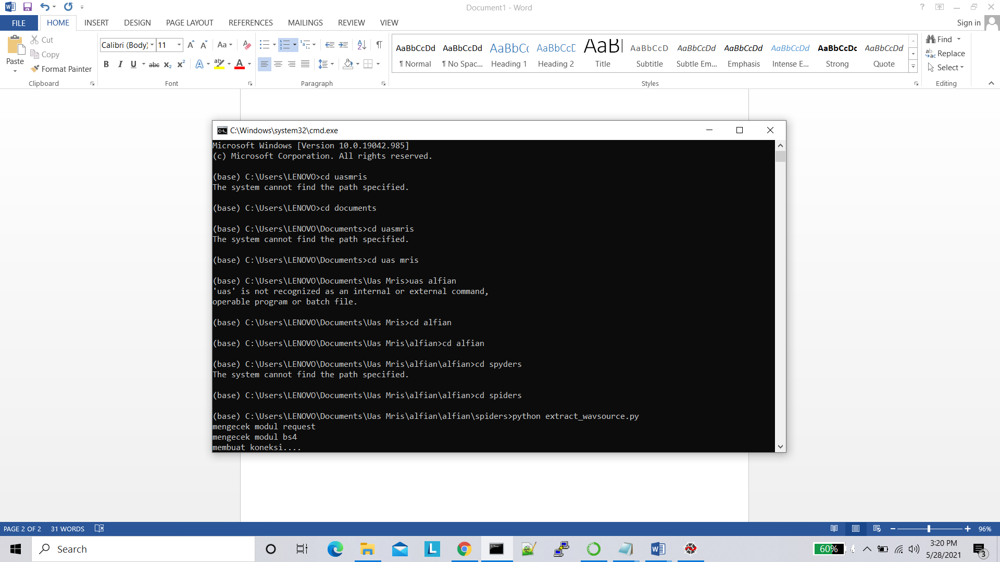 Document1 - Word
FILE HOME INSERT DESIGN PAGE LAYOUT REFERENCES MAILINGS REVIEW VIEW Sign in
Paste
Cut
Copy
Format Painter
Clipboard
Calibri (Body) 11
Font
Paragraph
AaBbCcDd AaBbCcDd AaBbCc AaBbCcD AaBl AaBbCcD AaBbCcDd AaBbCcDd AaBbCcDd AaBbCcDc AaBbCcDd
¶ Normal ¶ No Spac... Heading 1 Heading 2 Title Subtitle Subtle Em... Emphasis Intense E... Strong Quote
Styles
Find
Replace
Select
Editing
C:\Windows\system32\cmd.exe
Microsoft Windows [Version 10.0.19042.985]
(c) Microsoft Corporation. All rights reserved.
(base) C:\Users\LENOVO>cd uasmris
The system cannot find the path specified.
(base) C:\Users\LENOVO>cd documents
(base) C:\Users\LENOVO\Documents>cd uasmris
The system cannot find the path specified.
(base) C:\Users\LENOVO\Documents>cd uas mris
(base) C:\Users\LENOVO\Documents\Uas Mris>uas alfian
'uas' is not recognized as an internal or external command,
operable program or batch file.
(base) C:\Users\LENOVO\Documents\Uas Mris>cd alfian
(base) C:\Users\LENOVO\Documents\Uas Mris\alfian>cd alfian
(base) C:\Users\LENOVO\Documents\Uas Mris\alfian\alfian>cd spyders
The system cannot find the path specified.
(base) C:\Users\LENOVO\Documents\Uas Mris\alfian\alfian>cd spiders
(base) C:\Users\LENOVO\Documents\Uas Mris\alfian\alfian\spiders>python extract_wavsource.py
mengecek modul request
mengecek modul bs4
membuat koneksi....
PAGE 2 OF 2 31 WORDS 96%
Search
60%
3:20 PM
5/28/2021
3